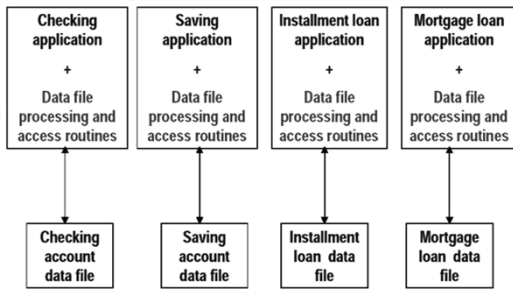 Checking
application
+
Data file
processing and
access routines
Saving
application
+
Data file
processing and
access routines
Installment loan
application
+
Data file
processing and
access routines
Mortgage loan
application
+
Data file
processing and
access routines
Checking
account
data file
Saving
account
data file
Installment
loan data
file
Mortgage
loan data
file